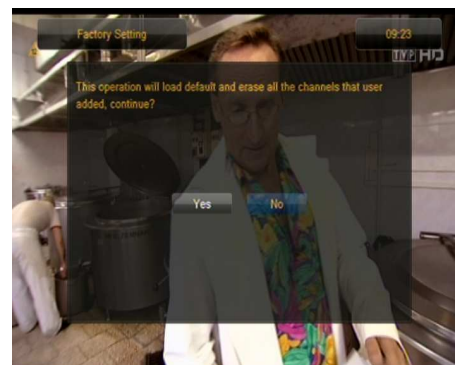 Factory Setting
09:23
TVP HD
This operation will load default and erase all the channels that user
added, continue?
Yes
No